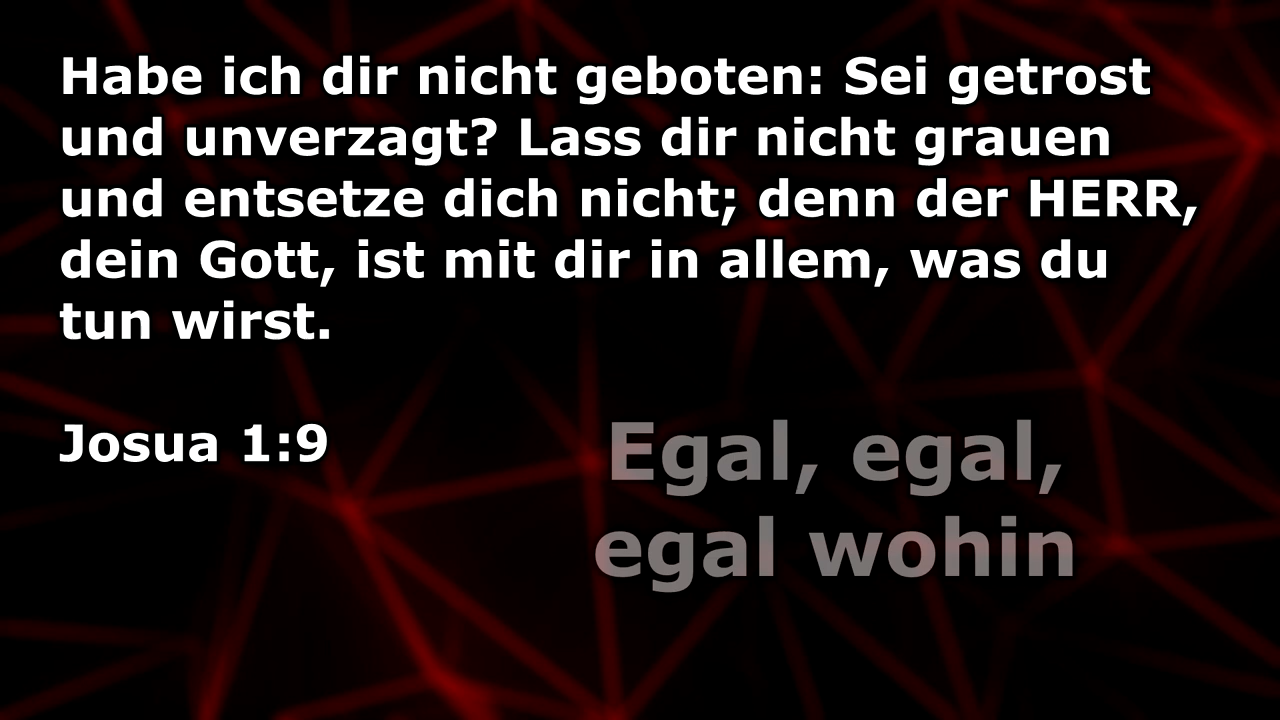 Habe ich dir nicht geboten: Sei getrost
und unverzagt? Lass dir nicht grauen
und entsetze dich nicht; denn der HERR,
dein Gott, ist mit dir in allem, was du
tun wirst.
Josua 1:9
Egal, egal,
egal wohin